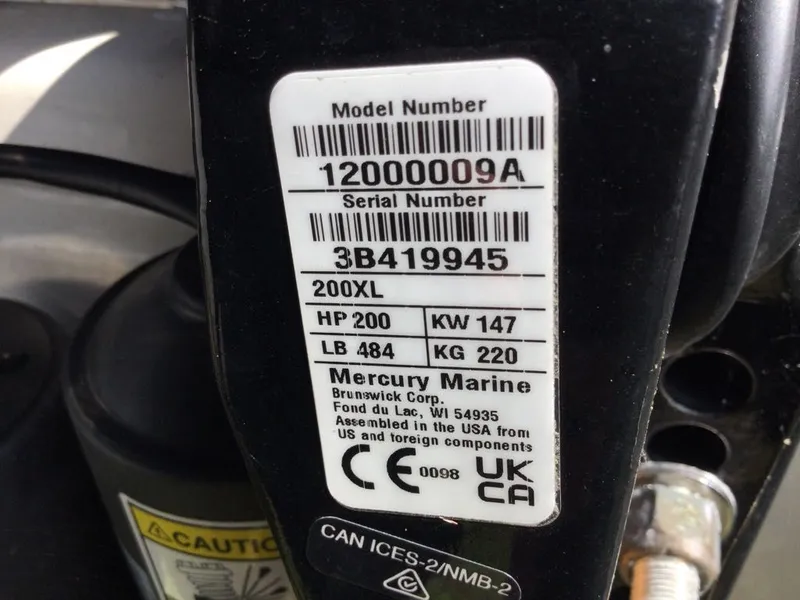 Model Number
12000009A
Serial Number
3B419945
200XL
HP 200 KW 147
LB 484 KG 220
Mercury Marine
Brunswick Corp.
Fond du Lac, WI 54935
Assembled in the USA from
US and foreign components
CE 0098 UK
CA
CAN ICES-2/NMB-2
CAUTIO